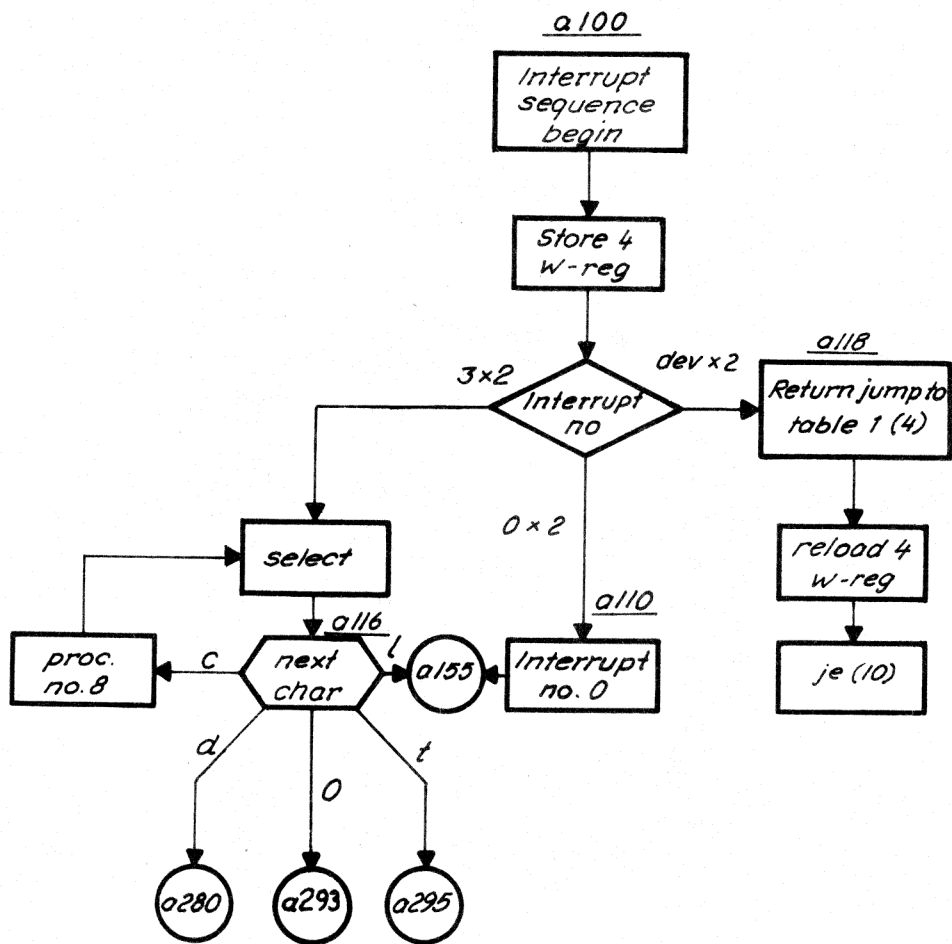 a100
Interrupt
sequence
begin
Store 4
w-reg
3×2
Interrupt
no
dev×2
a118
Return jump to
table 1 (4)
0×2
select
reload 4
w-reg
a110
a116
proc.
no.8
c
next
char
l
a155
Interrupt
no.0
je (10)
d
0
t
a280
a293
a295